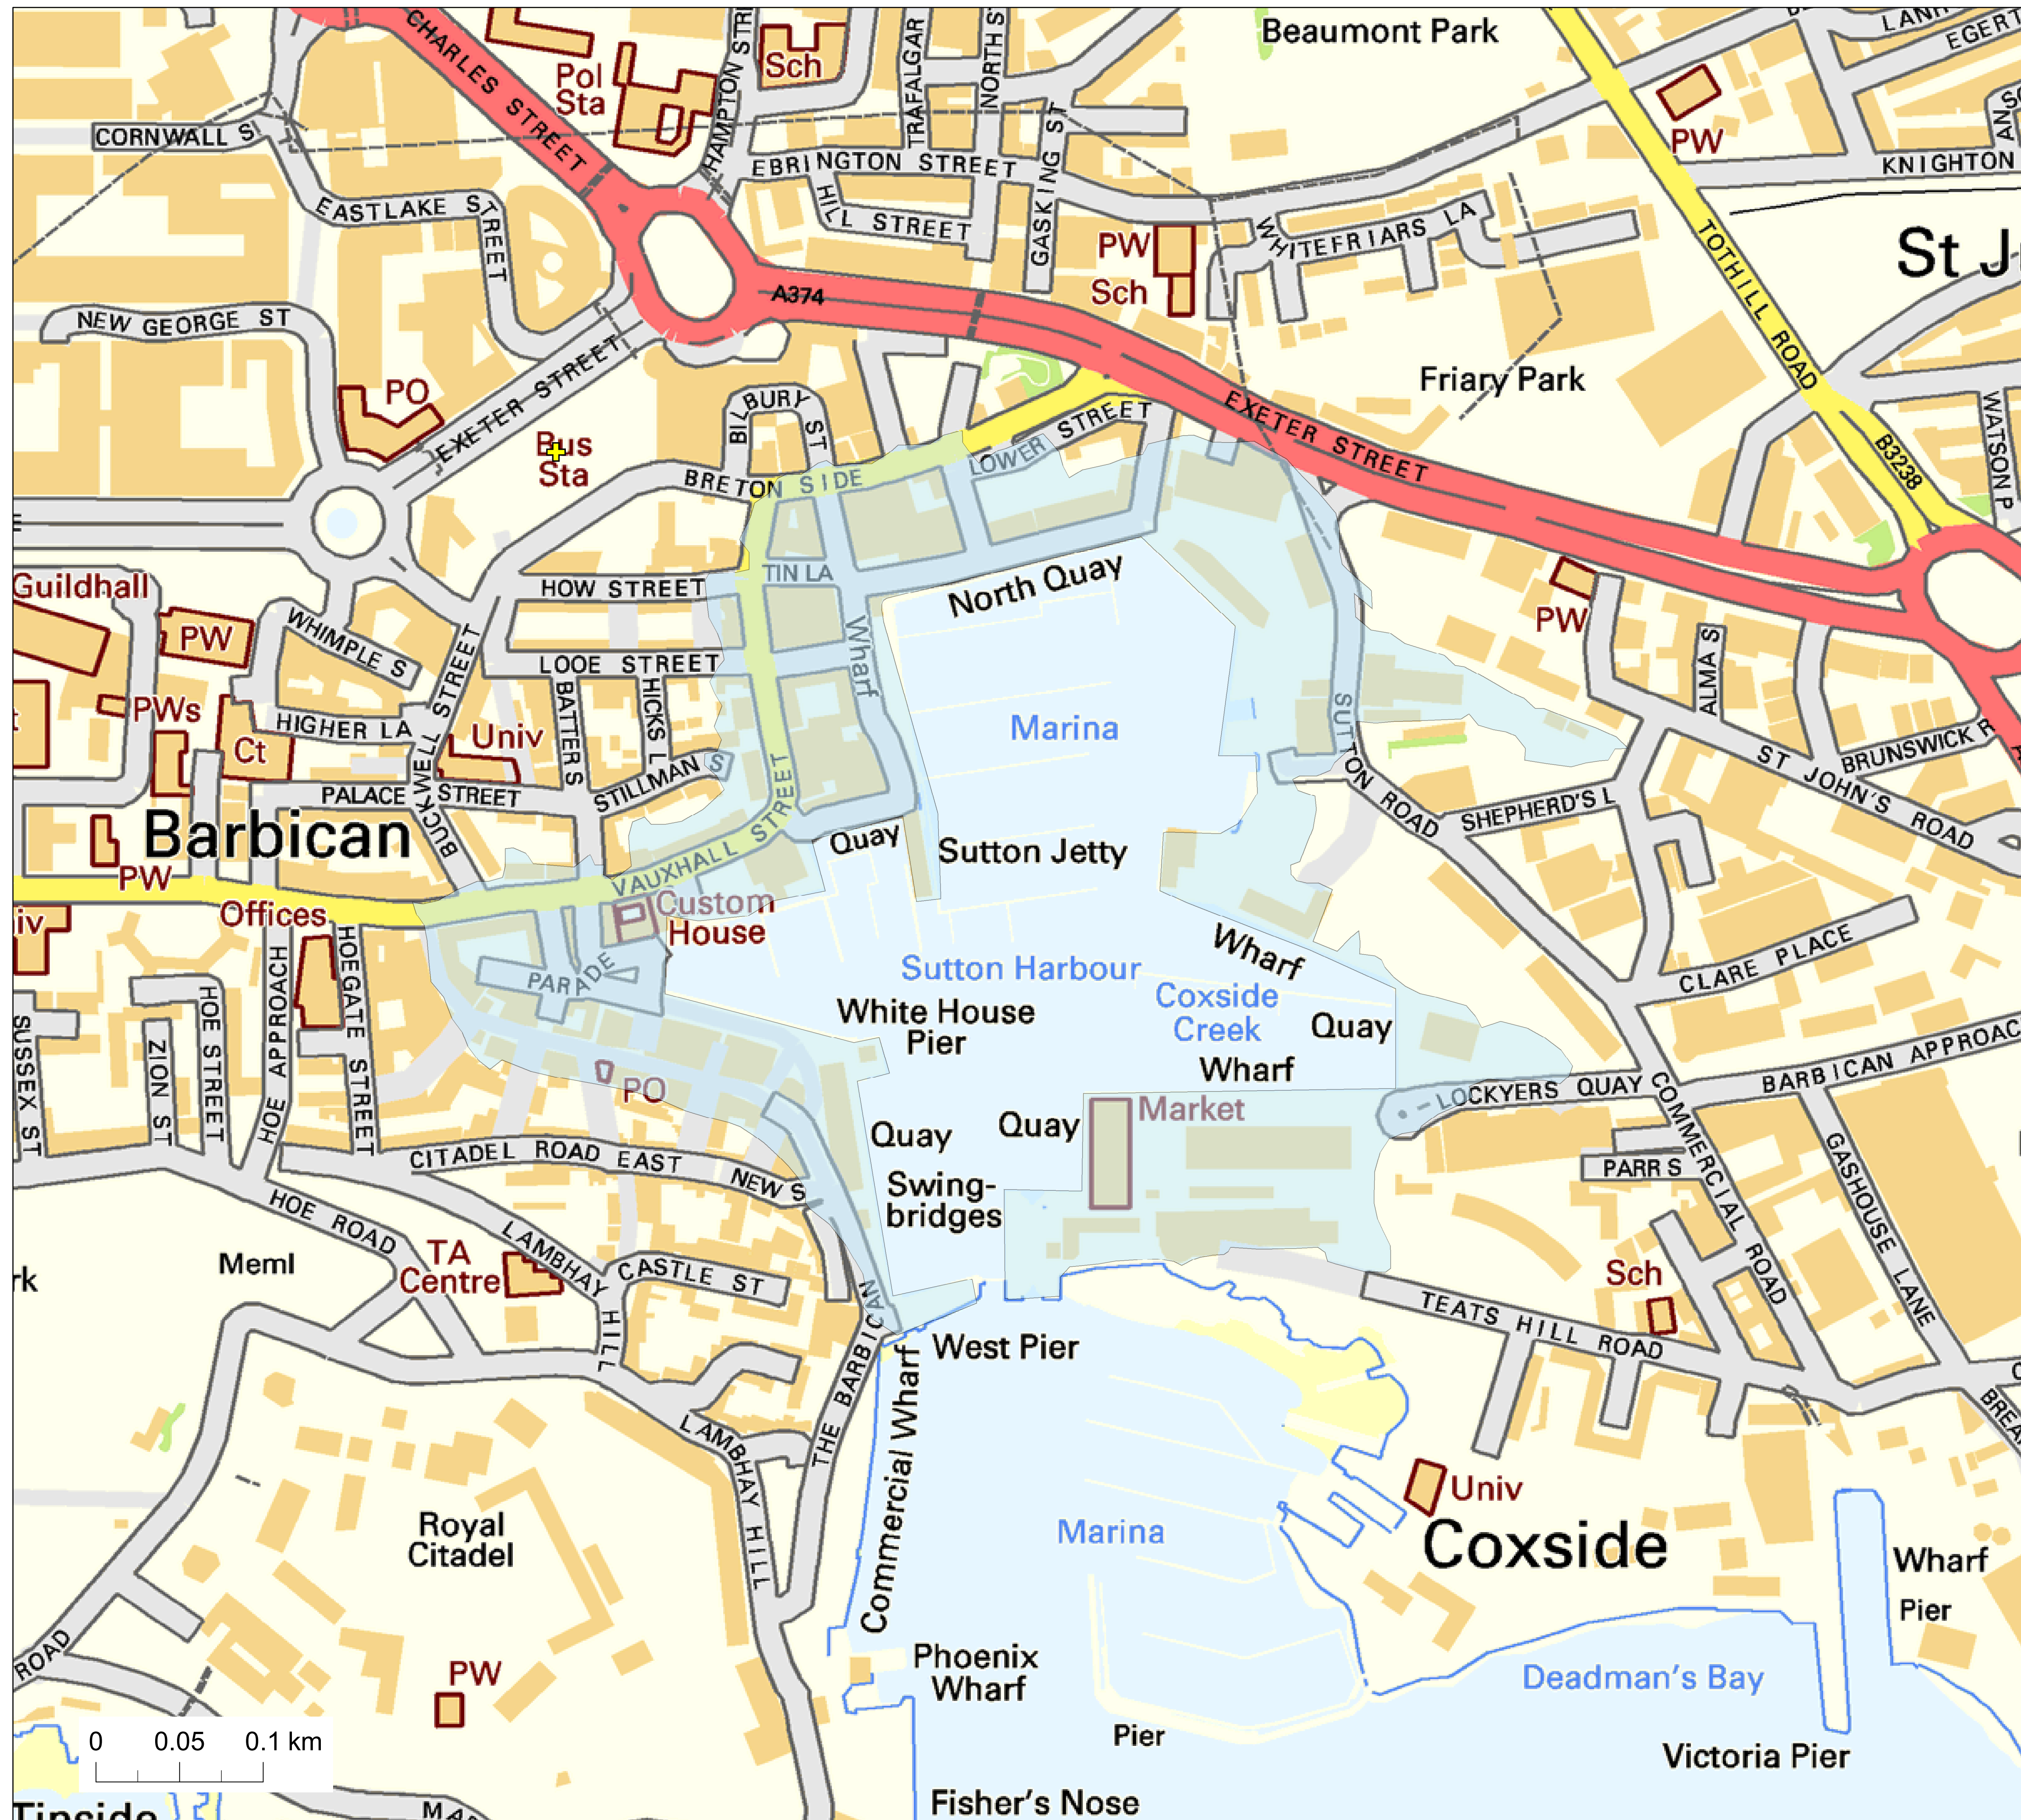 Beaumont Park
CHARLES STREET
Pol
Sta
HAMPTON STR
Sch
TRAFALGAR
NORTH S
GASKING ST
LANH
EGERT
PW
KNIGHTON
CORNWALL S
EBRINGTON STREET
HILL STREET
EASTLAKE STREET
WHITEFRIARS LA
PW
Sch
A374
TOTHILL ROAD
St J
NEW GEORGE ST
PO
EXETER STREET
Bus
Sta
BILBURY ST
Friary Park
EXETER STREET
LOWER STREET
BRETON SIDE
B3238
WATSON P
Guildhall
PW
WHIMPLE S
HOW STREET
TIN LA
North Quay
PW
ALMA S
LOOE STREET
Wharf
PWs
Ct
HIGHER LA
BUCKWELL STREET
Univ
BATTERS
HICKS L
STILLMAN S
Marina
SUTTON ROAD
ST JOHN'S ROAD
BRUNSWICK R
SHEPHERD'S L
PALACE STREET
Barbican
PW
VAUXHALL STREET
Quay
Sutton Jetty
Offices
iv
Custom
House
HOEGATE STREET
HOE APPROACH
PARADE
Sutton Harbour
White House
Pier
Wharf
Coxside
Creek
Quay
Wharf
CLARE PLACE
SUSSEX ST
ZION ST
HOE STREET
PO
LOCKYERS QUAY
BARBICAN APPROAC
Market
Quay
Quay
CITADEL ROAD EAST
NEW S
Swing-
bridges
PARR S
COMMERCIAL ROAD
GASHOUSE LANE
HOE ROAD
Meml
rk
TA
Centre
LAMBHAY HILL
CASTLE ST
Sch
TEATS HILL ROAD
THE BARBICAN
West Pier
Commercial Wharf
LAMBHAY HILL
Univ
Coxside
BREA
Royal
Citadel
Marina
Wharf
Pier
PW
ROAD
Phoenix
Wharf
Deadman's Bay
Pier
Victoria Pier
0 0.05 0.1 km
Fisher's Nose
Tinside
MA